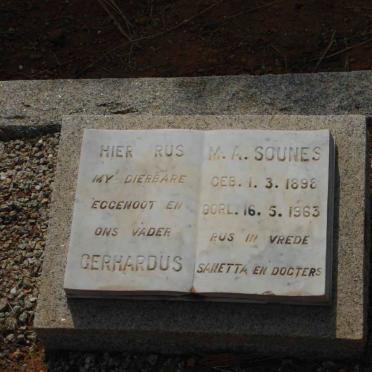 HIER RUS
MY DIERBARE
EGGENOOT EN
ONS VADER
GERHARDUS
M. A. SOUNES
GEB. 1. 3. 1898
OORL. 16. 5. 1963
RUS IN VREDE
SANETTA EN DOGTERS